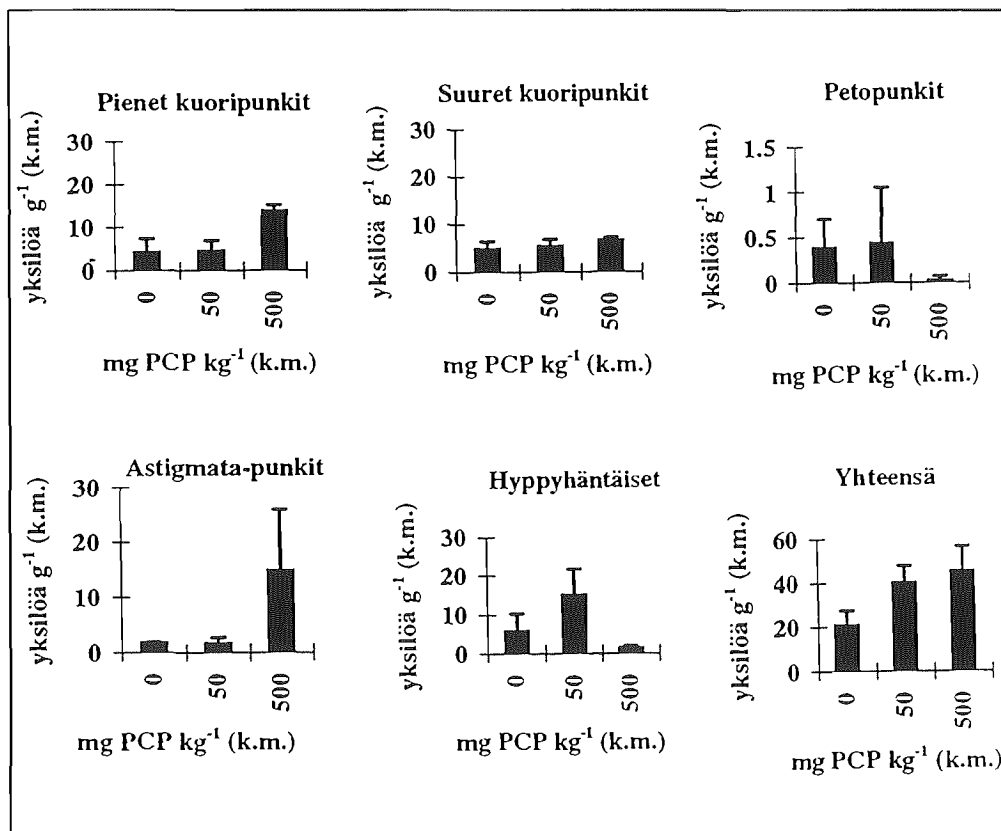 Pienet kuoripunkit
yksilöä g⁻¹ (k.m.)
30
20
10
0
0
50
500
mg PCP kg⁻¹ (k.m.)
Suuret kuoripunkit
yksilöä g⁻¹ (k.m.)
30
20
10
0
0
50
500
mg PCP kg⁻¹ (k.m.)
Petopunkit
yksilöä g⁻¹ (k.m.)
1.5
1
0.5
0
0
50
500
mg PCP kg⁻¹ (k.m.)
Astigmata-punkit
yksilöä g⁻¹ (k.m.)
30
20
10
0
0
50
500
mg PCP kg⁻¹ (k.m.)
Hyppyhäntäiset
yksilöä g⁻¹ (k.m.)
30
20
10
0
0
50
500
mg PCP kg⁻¹ (k.m.)
Yhteensä
yksilöä g⁻¹ (k.m.)
60
40
20
0
0
50
500
mg PCP kg⁻¹ (k.m.)